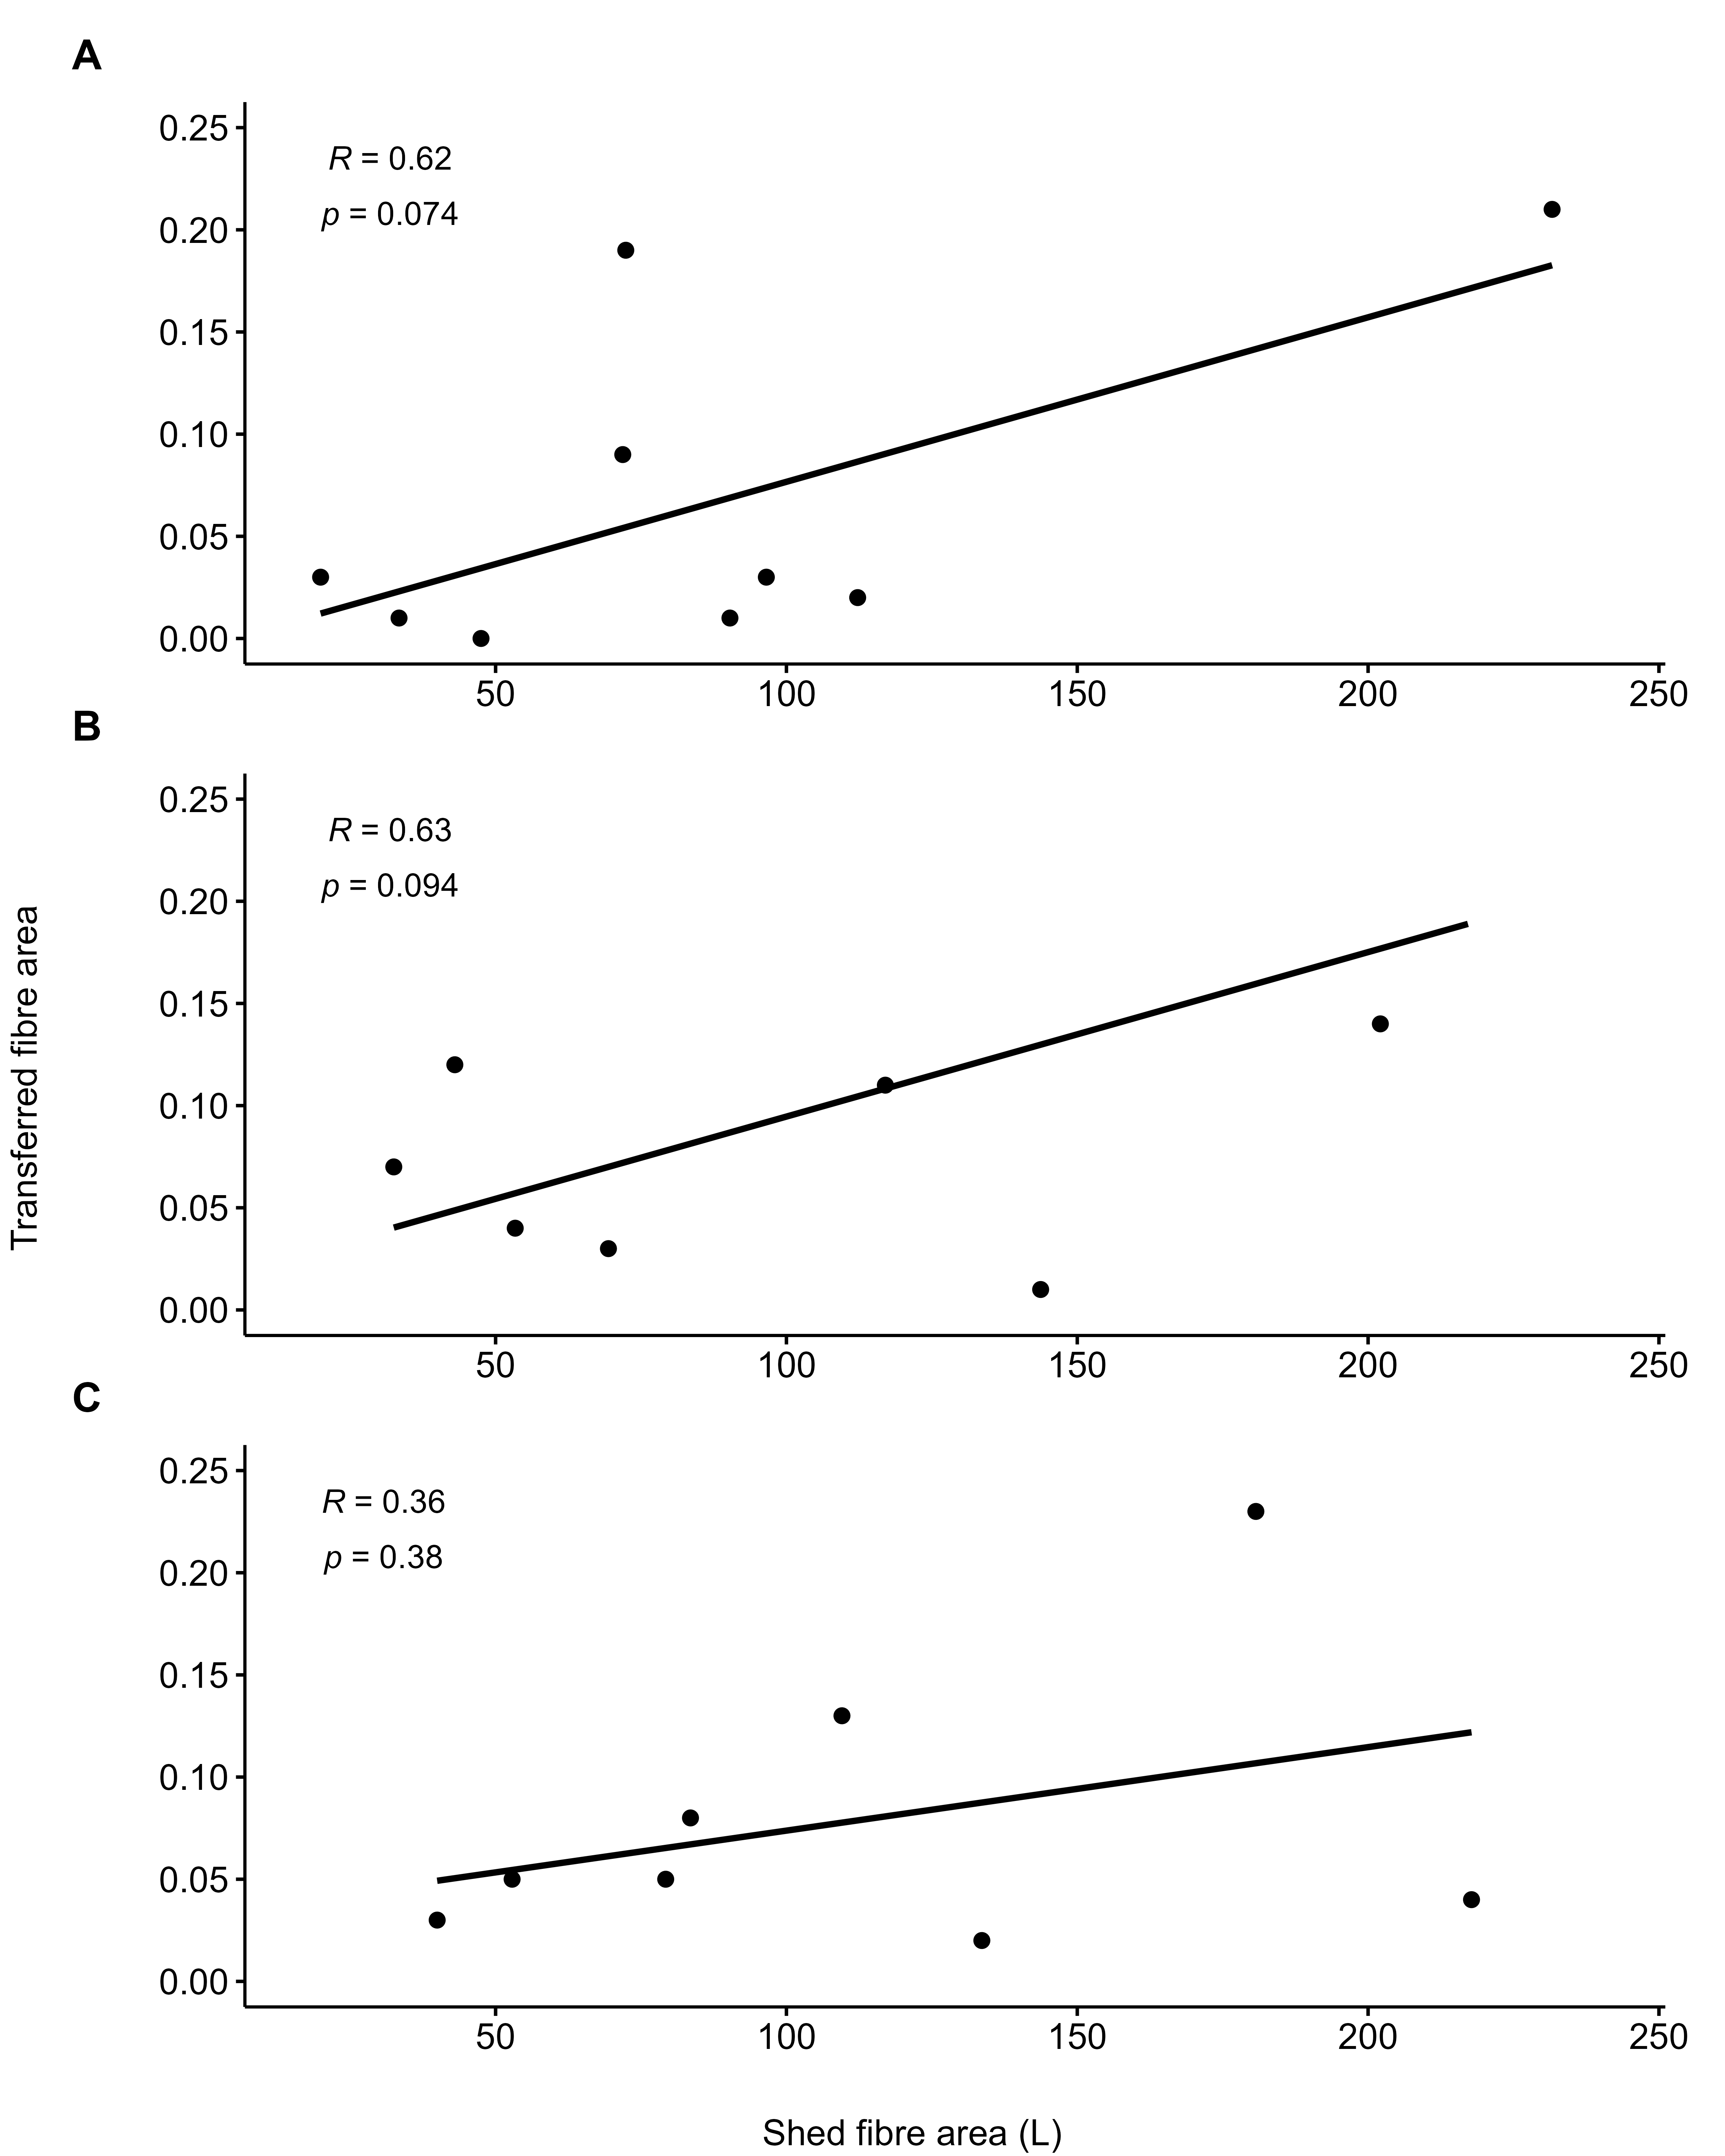 A
0.25
R = 0.62
p = 0.074
0.20
0.15
0.10
0.05
0.00
50 100 150 200 250
B
0.25
R = 0.63
p = 0.094
0.20
0.15
0.10
0.05
0.00
50 100 150 200 250
Transferred fibre area
C
0.25
R = 0.36
p = 0.38
0.20
0.15
0.10
0.05
0.00
50 100 150 200 250
Shed fibre area (L)